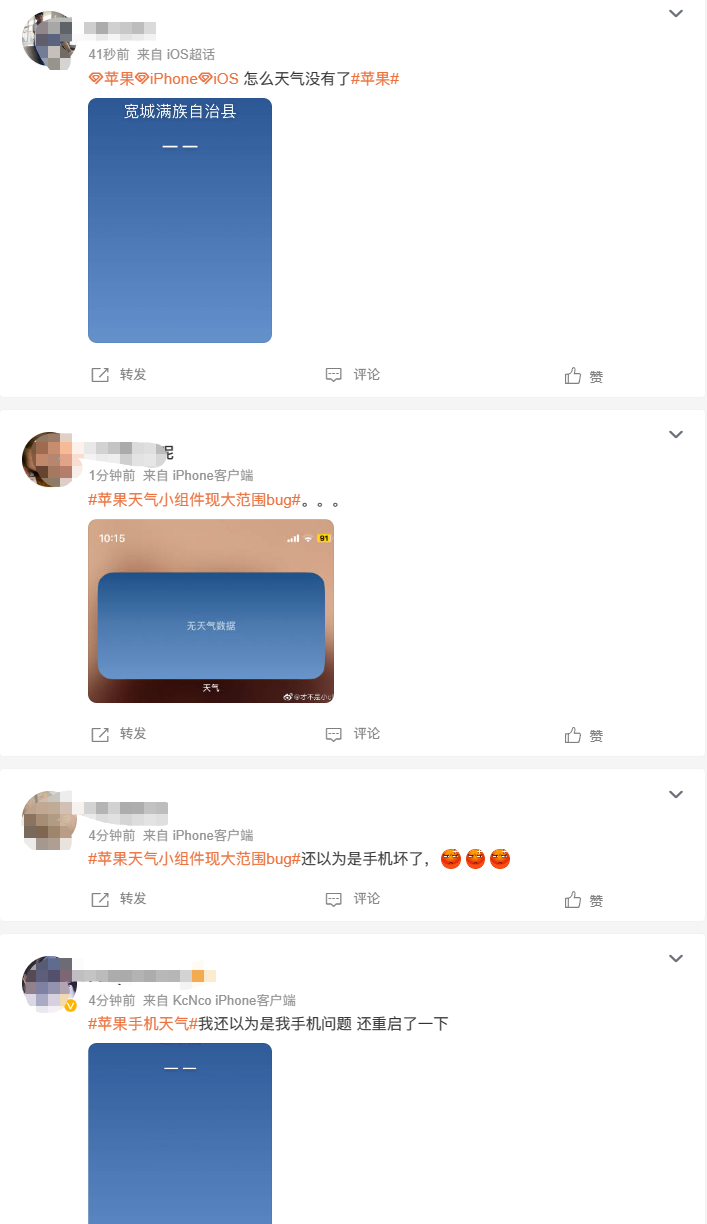 41秒前 来自 iOS超话
苹果iPhoneiOS 怎么天气没有了#苹果#
宽城满族自治县
— —
转发 评论 赞
呢
1分钟前 来自 iPhone客户端
#苹果天气小组件现大范围bug#。。。
10:15 91
无天气数据
天气
@才不是小
转发 评论 赞
4分钟前 来自 iPhone客户端
#苹果天气小组件现大范围bug#还以为是手机坏了，
转发 评论 赞
4分钟前 来自 KcNco iPhone客户端
#苹果手机天气#我还以为是我手机问题 还重启了一下
— —